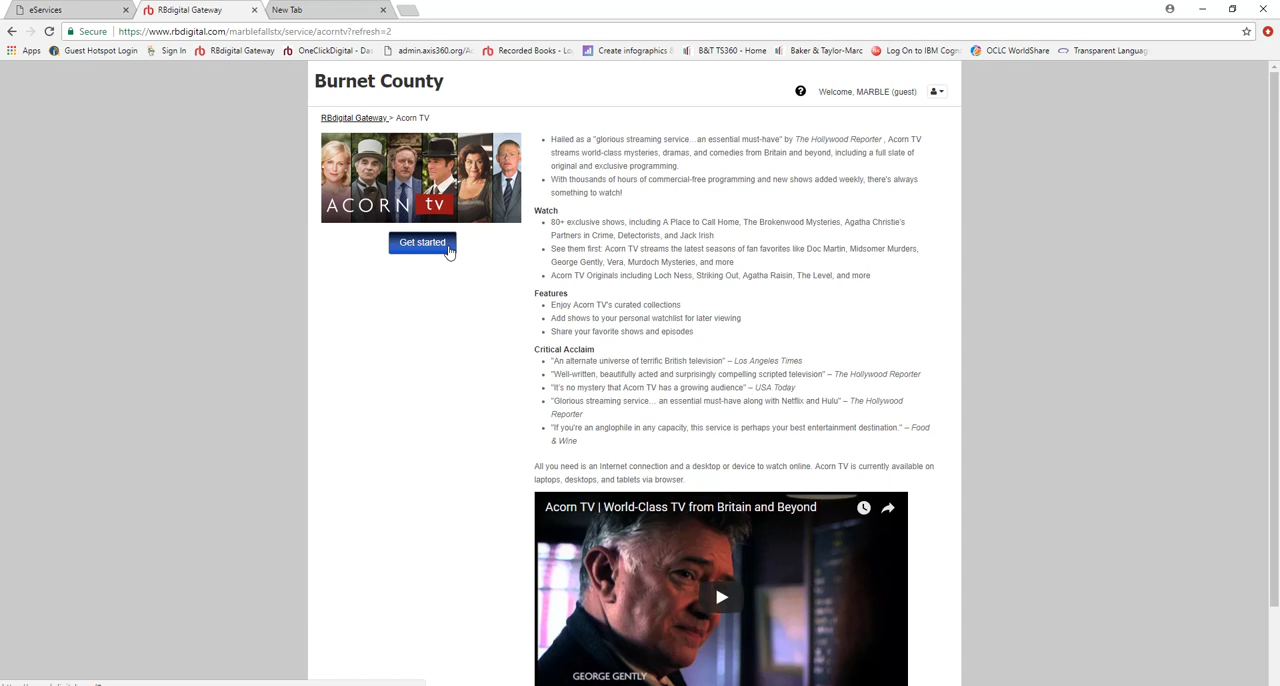 eServices
RBdigital Gateway
New Tab
Secure
https://www.rbdigital.com/marblefallstx/service/acorntv?refresh=2
Apps
Guest Hotspot Login
Sign In
RBdigital Gateway
OneClickDigital - Das
admin.axis360.org/Ac
Recorded Books - Lo
Create infographics &
B&T TS360 - Home
Baker & Taylor-Marc
Log On to IBM Cogn
OCLC WorldShare
Transparent Languag
Burnet County
Welcome, MARBLE (guest)
RBdigital Gateway > Acorn TV
ACORN tv
Get started
Hailed as a "glorious streaming service...an essential must-have" by The Hollywood Reporter , Acorn TV
streams world-class mysteries, dramas, and comedies from Britain and beyond, including a full slate of
original and exclusive programming.
With thousands of hours of commercial-free programming and new shows added weekly, there's always
something to watch!
Watch
80+ exclusive shows, including A Place to Call Home, The Brokenwood Mysteries, Agatha Christie's
Partners in Crime, Detectorists, and Jack Irish
See them first: Acorn TV streams the latest seasons of fan favorites like Doc Martin, Midsomer Murders,
George Gently, Vera, Murdoch Mysteries, and more
Acorn TV Originals including Loch Ness, Striking Out, Agatha Raisin, The Level, and more
Features
Enjoy Acorn TV's curated collections
Add shows to your personal watchlist for later viewing
Share your favorite shows and episodes
Critical Acclaim
"An alternate universe of terrific British television" – Los Angeles Times
"Well-written, beautifully acted and surprisingly compelling scripted television" – The Hollywood Reporter
"It's no mystery that Acorn TV has a growing audience" – USA Today
"Glorious streaming service… an essential must-have along with Netflix and Hulu" – The Hollywood
Reporter
"If you're an anglophile in any capacity, this service is perhaps your best entertainment destination." – Food
& Wine
All you need is an Internet connection and a desktop or device to watch online. Acorn TV is currently available on
laptops, desktops, and tablets via browser.
Acorn TV | World-Class TV from Britain and Beyond
GEORGE GENTLY